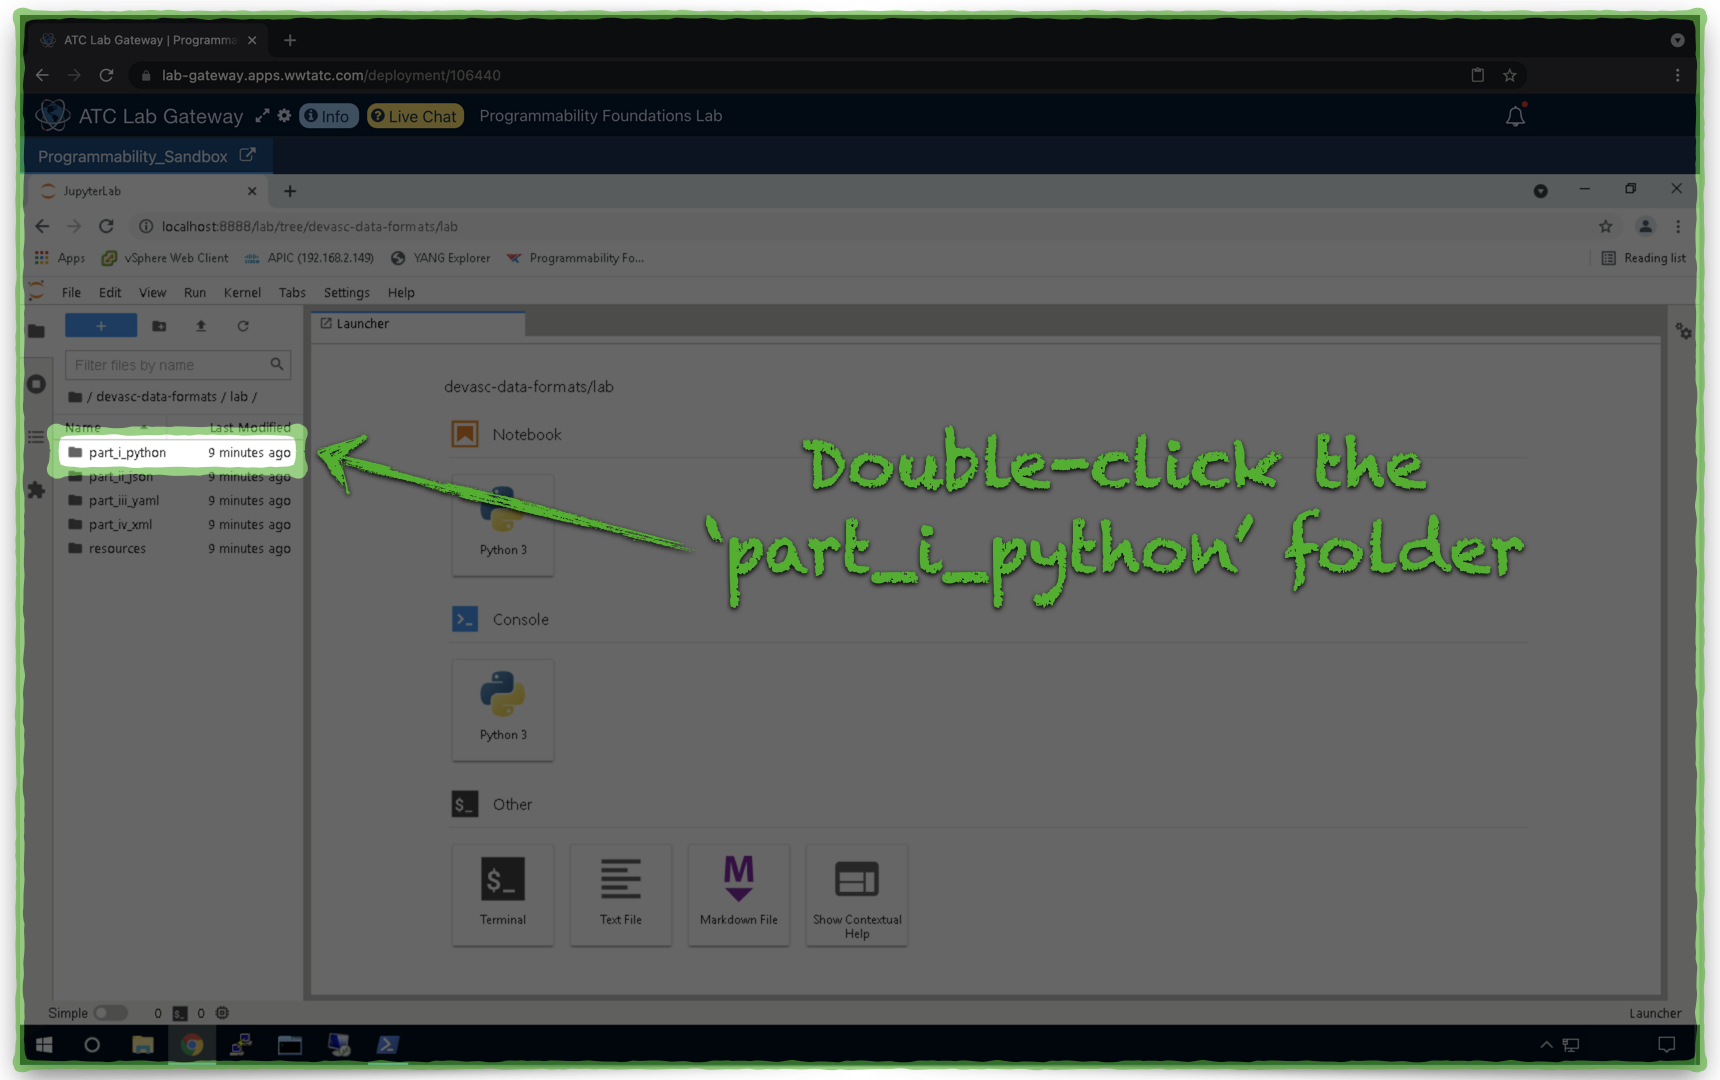 ATC Lab Gateway | Programma
lab-gateway.apps.wwtatc.com/deployment/106440
ATC Lab Gateway Info Live Chat Programmability Foundations Lab
Programmability_Sandbox
JupyterLab
localhost:8888/lab/tree/devasc-data-formats/lab
Apps vSphere Web Client APIC (192.168.2.149) YANG Explorer Programmability Fo... Reading list
File Edit View Run Kernel Tabs Settings Help
Launcher
Filter files by name
/ devasc-data-formats / lab /
Name Last Modified
part_i_python 9 minutes ago
part_ii_json 9 minutes ago
part_iii_yaml 9 minutes ago
part_iv_xml 9 minutes ago
resources 9 minutes ago
devasc-data-formats/lab
Notebook
Python 3
Double-click the
'part_i_python' folder
Console
Python 3
Other
$_
$_
M
Terminal
Text File
Markdown File
Show Contextual
Help
Simple 0 $_ 0
Launcher